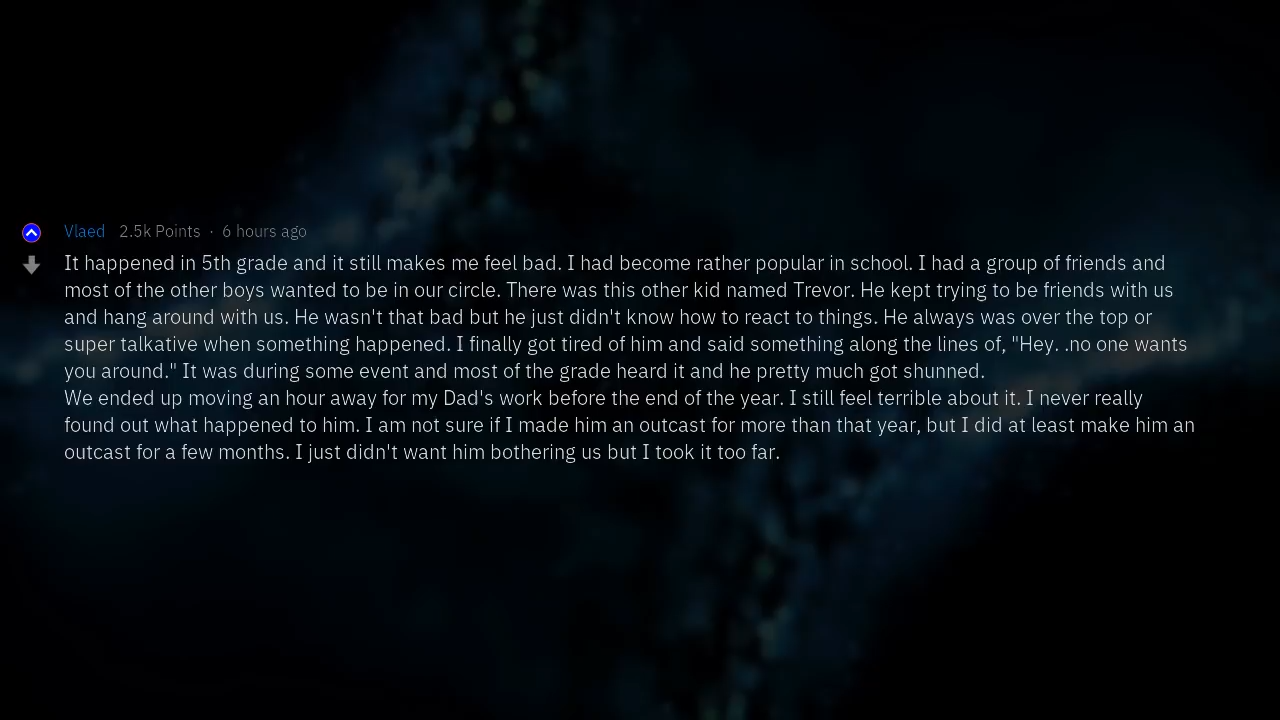 Vlaed 2.5k Points · 6 hours ago
It happened in 5th grade and it still makes me feel bad. I had become rather popular in school. I had a group of friends and
most of the other boys wanted to be in our circle. There was this other kid named Trevor. He kept trying to be friends with us
and hang around with us. He wasn't that bad but he just didn't know how to react to things. He always was over the top or
super talkative when something happened. I finally got tired of him and said something along the lines of, "Hey. .no one wants
you around." It was during some event and most of the grade heard it and he pretty much got shunned.
We ended up moving an hour away for my Dad's work before the end of the year. I still feel terrible about it. I never really
found out what happened to him. I am not sure if I made him an outcast for more than that year, but I did at least make him an
outcast for a few months. I just didn't want him bothering us but I took it too far.